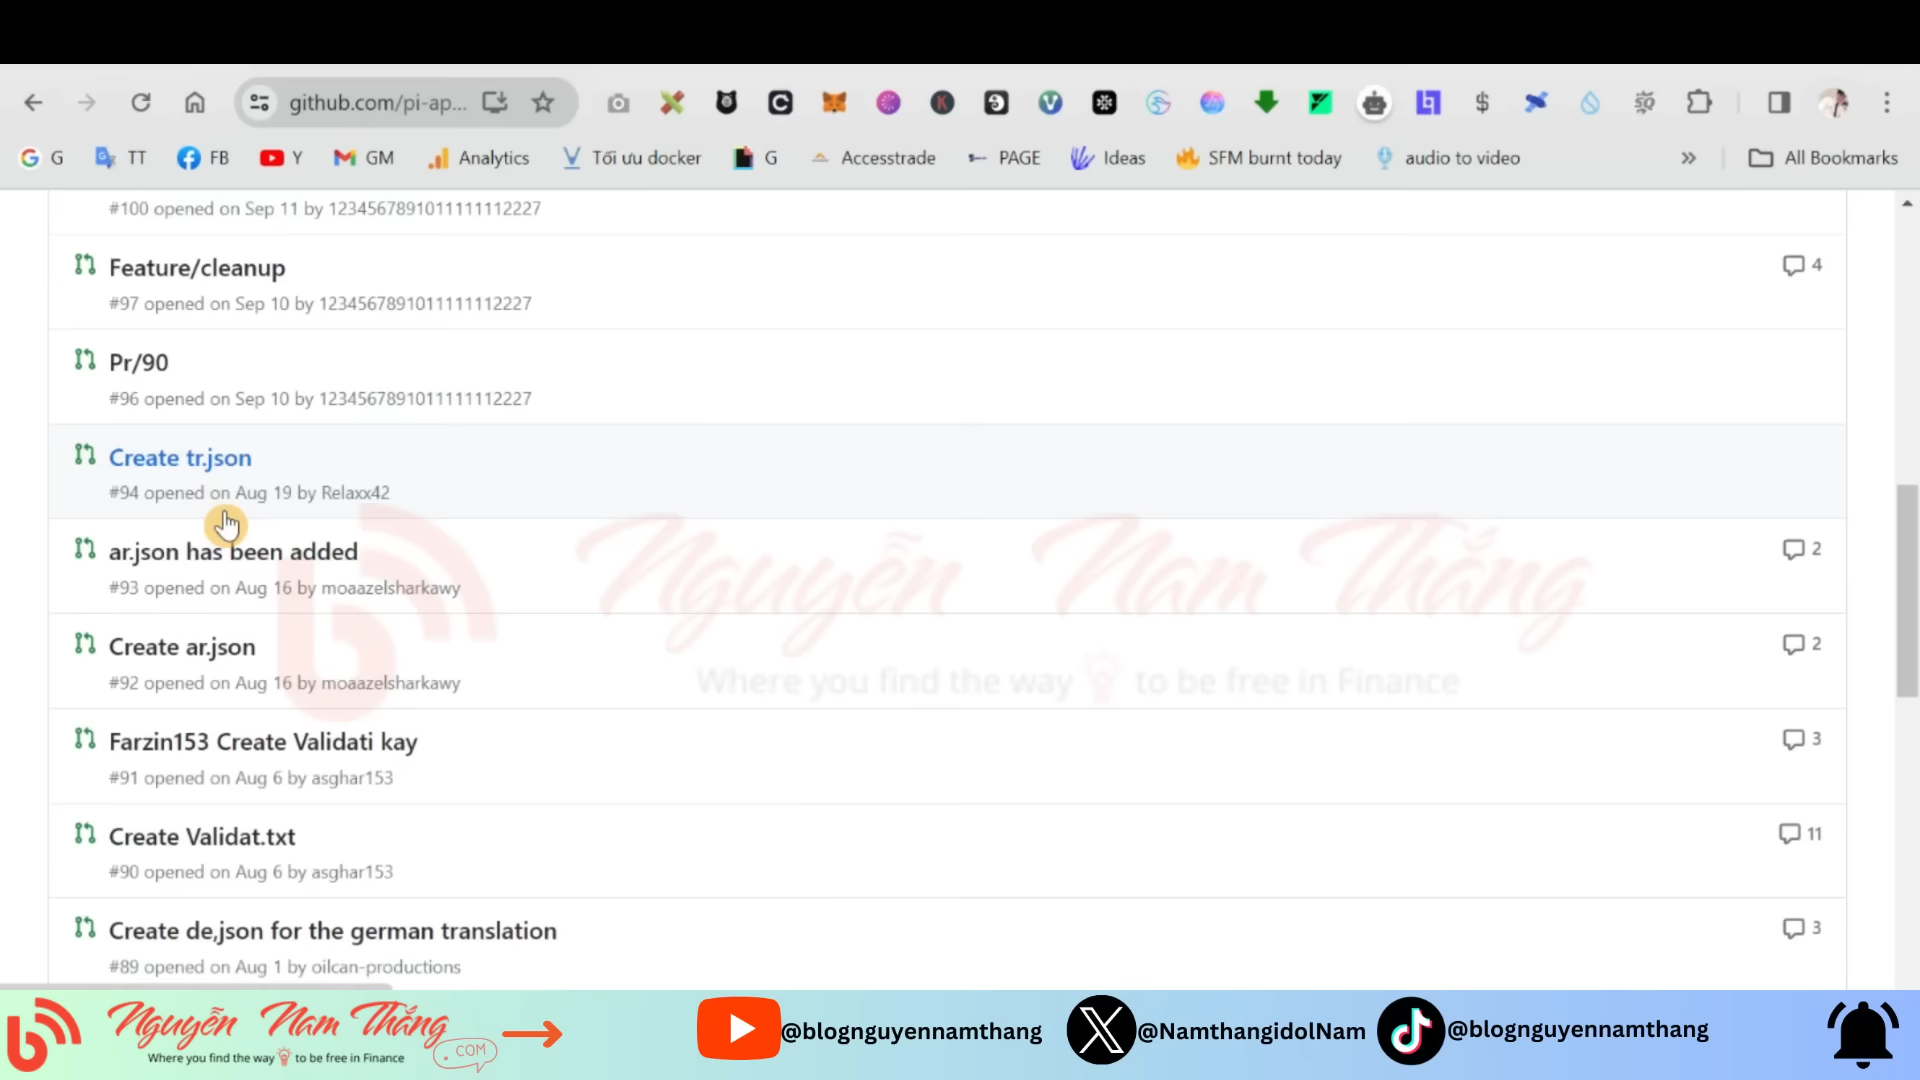 github.com/pi-ap...
G TT FB Y GM Analytics Tối ưu docker G Accesstrade PAGE Ideas SFM burnt today audio to video » All Bookmarks
#100 opened on Sep 11 by 1234567891011111112227
Feature/cleanup 4
#97 opened on Sep 10 by 1234567891011111112227
Pr/90
#96 opened on Sep 10 by 1234567891011111112227
Create tr.json
#94 opened on Aug 19 by Relaxx42
ar.json has been added 2
#93 opened on Aug 16 by moaazelsharkawy
Create ar.json 2
#92 opened on Aug 16 by moaazelsharkawy
Nguyễn Nam Thắng
Where you find the way to be free in Finance
Farzin153 Create Validati kay 3
#91 opened on Aug 6 by asghar153
Create Validat.txt 11
#90 opened on Aug 6 by asghar153
Create de,json for the german translation 3
#89 opened on Aug 1 by oilcan-productions
Nguyễn Nam Thắng
Where you find the way to be free in Finance
.COM
@blognguyennamthang @NamthangidolNam @blognguyennamthang